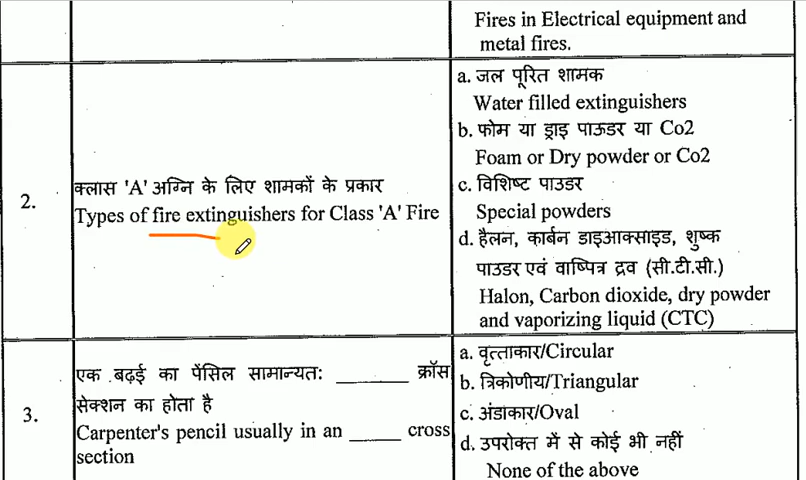 Fires in Electrical equipment and
metal fires.
2.
क्लास 'A' अग्नि के लिए शामकों के प्रकार
Types of fire extinguishers for Class 'A' Fire
a. जल पूरित शामक
Water filled extinguishers
b. फोम या ड्राइ पाऊडर या Co2
Foam or Dry powder or Co2
c. विशिष्ट पाउडर
Special powders
d. हैलन, कार्बन डाइआक्साइड, शुष्क
पाउडर एवं वाष्पित्र द्रव (सी.टी.सी.)
Halon, Carbon dioxide, dry powder
and vaporizing liquid (CTC)
3.
एक बढ़ई का पेंसिल सामान्यत: ________ क्रॉस
सेक्शन का होता है
Carpenter's pencil usually in an ______ cross
section
a. वृत्ताकार/Circular
b. त्रिकोणीय/Triangular
c. अंडाकार/Oval
d. उपरोक्त में से कोई भी नहीं
None of the above